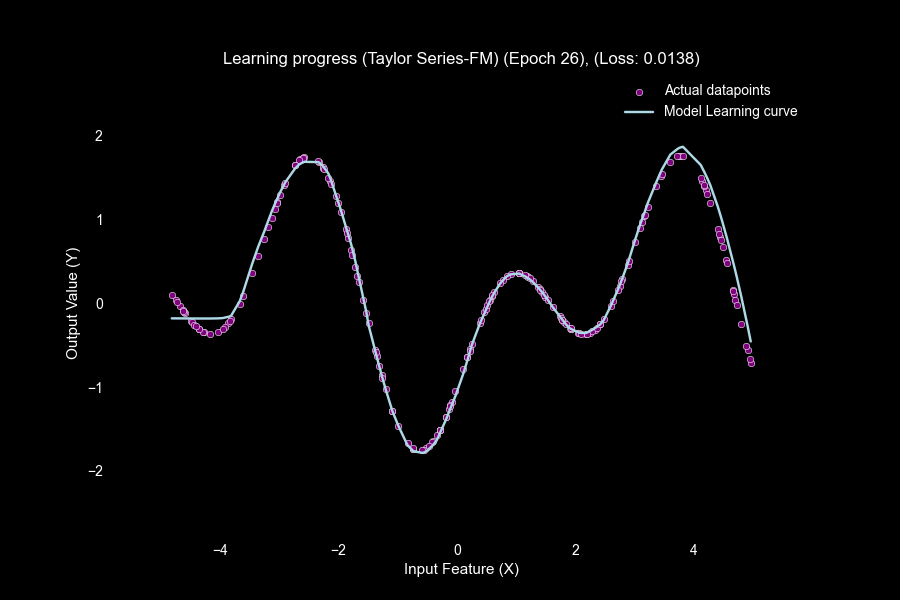 Learning progress (Taylor Series-FM) (Epoch 26), (Loss: 0.0138)
Actual datapoints
Model Learning curve
2
1
0
−1
−2
Output Value (Y)
−4 −2 0 2 4
Input Feature (X)